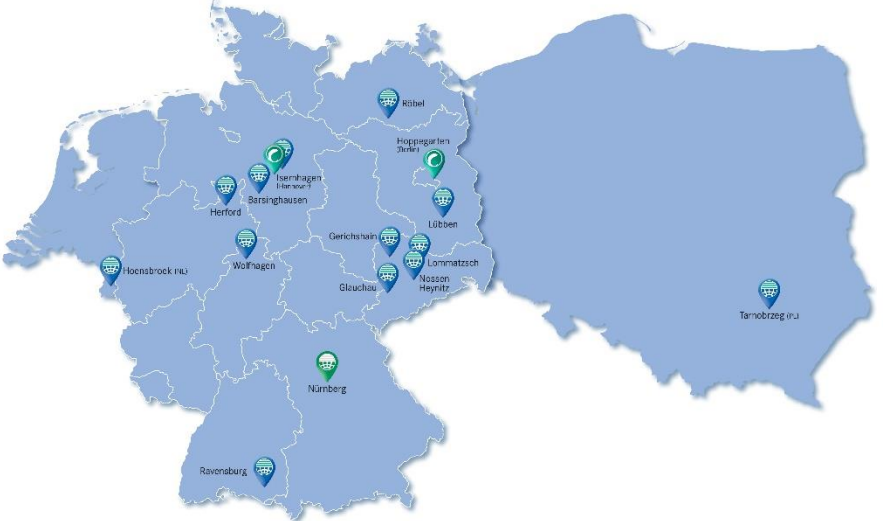 Röbel
Hoppegarten
(Berlin)
Isernhagen
(Hannover)
Barsinghausen
Herford
Lübben
Gerichshain
Wolfhagen
Lommatzsch
Hoensbroek (NL)
Nossen
Heynitz
Glauchau
Tarnobrzeg (PL)
Nürnberg
Ravensburg